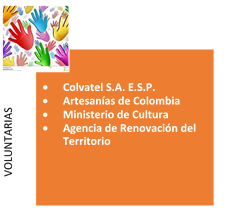 VOLUNTARIAS
• Colvatel S.A. E.S.P.
• Artesanías de Colombia
• Ministerio de Cultura
• Agencia de Renovación del
Territorio